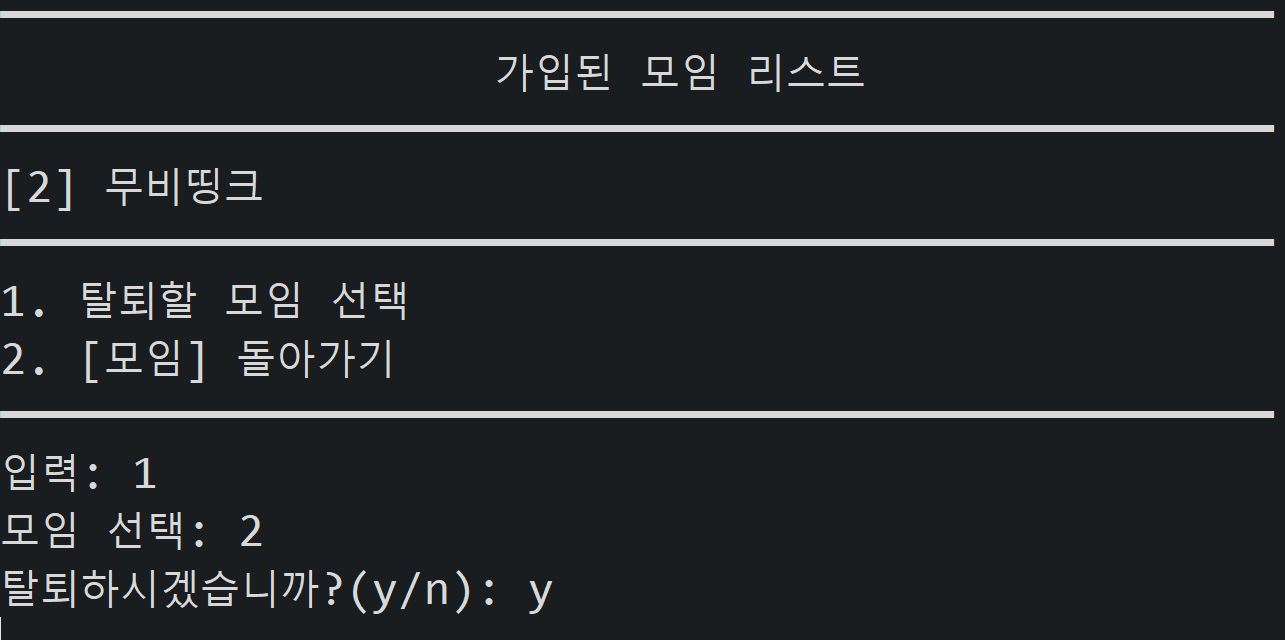 가입된 모임 리스트
[2] 무비띵크
1. 탈퇴할 모임 선택
2. [모임] 돌아가기
입력: 1
모임 선택: 2
탈퇴하시겠습니까?(y/n): y